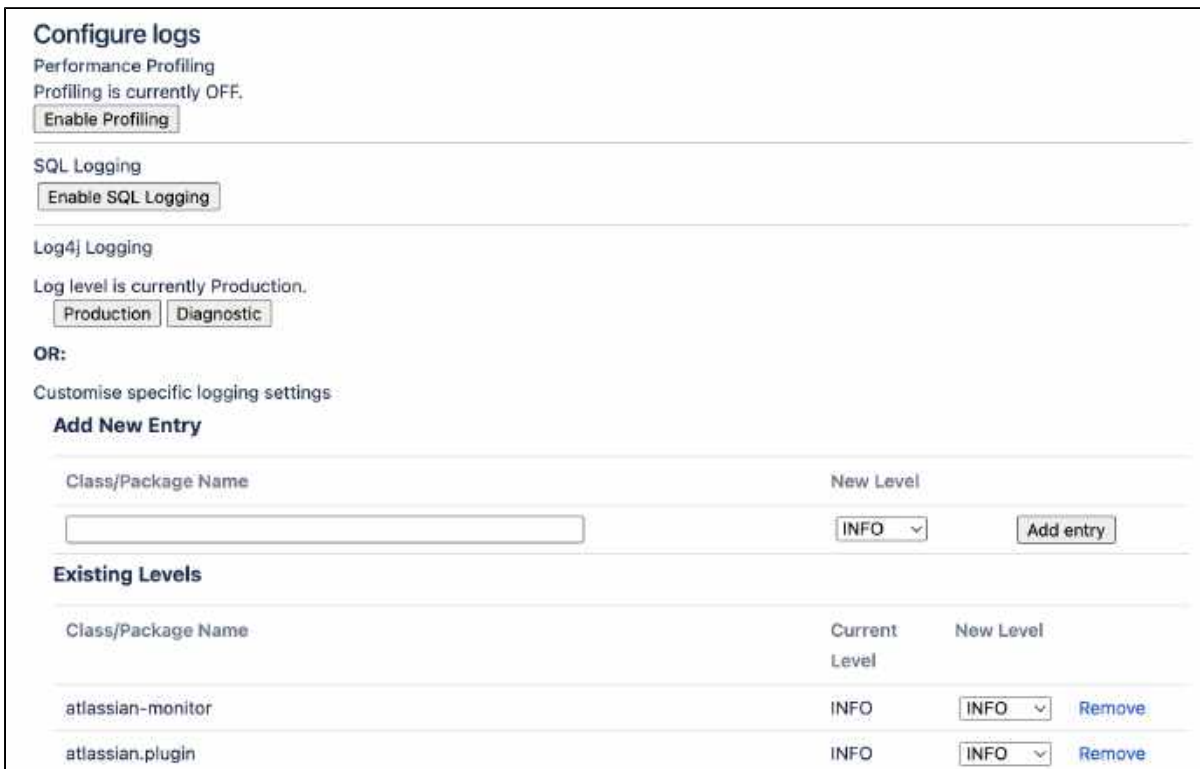 Configure logs
Performance Profiling
Profiling is currently OFF.
Enable Profiling
SQL Logging
Enable SQL Logging
Log4j Logging
Log level is currently Production.
Production Diagnostic
OR:
Customise specific logging settings
Add New Entry
Class/Package Name New Level
INFO Add entry
Existing Levels
Class/Package Name Current Level New Level
atlassian-monitor INFO INFO Remove
atlassian.plugin INFO INFO Remove